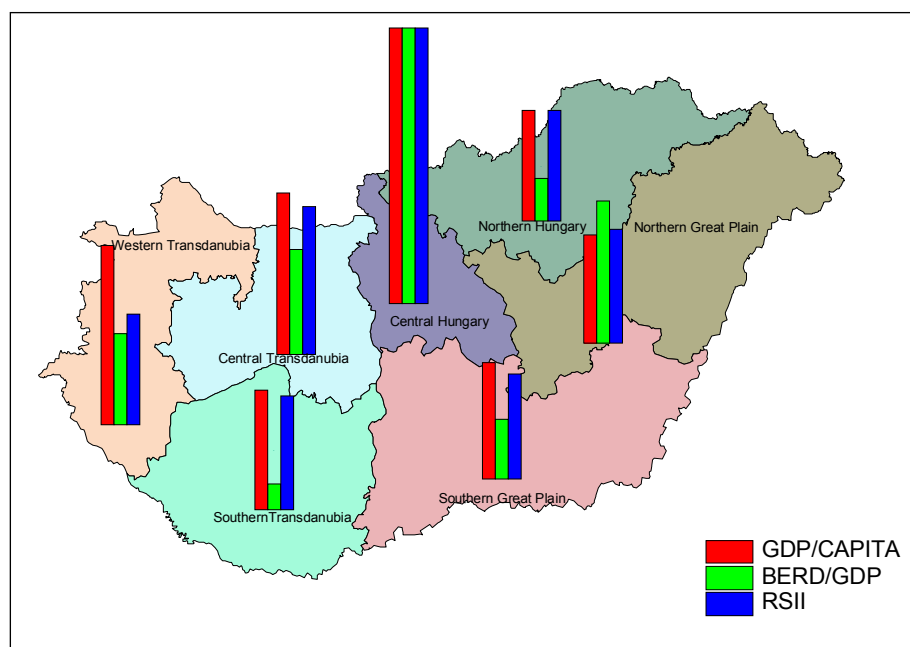 Northern Hungary
Northern Great Plain
Western Transdanubia
Central Hungary
Central Transdanubia
Southern Great Plain
SouthernTransdanubia
GDP/CAPITA
BERD/GDP
RSII